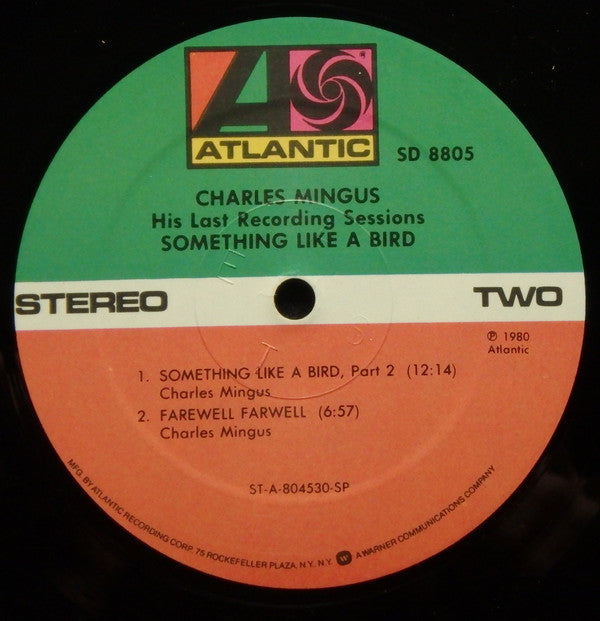 ATLANTIC
SD 8805
CHARLES MINGUS
His Last Recording Sessions
SOMETHING LIKE A BIRD
STEREO
TWO
℗ 1980
Atlantic
1. SOMETHING LIKE A BIRD, Part 2 (12:14)
Charles Mingus
2. FAREWELL FARWELL (6:57)
Charles Mingus
ST-A-804530-SP
MFG. BY ATLANTIC RECORDING CORP. 75 ROCKEFELLER PLAZA, N.Y. N.Y. A WARNER COMMUNICATIONS COMPANY